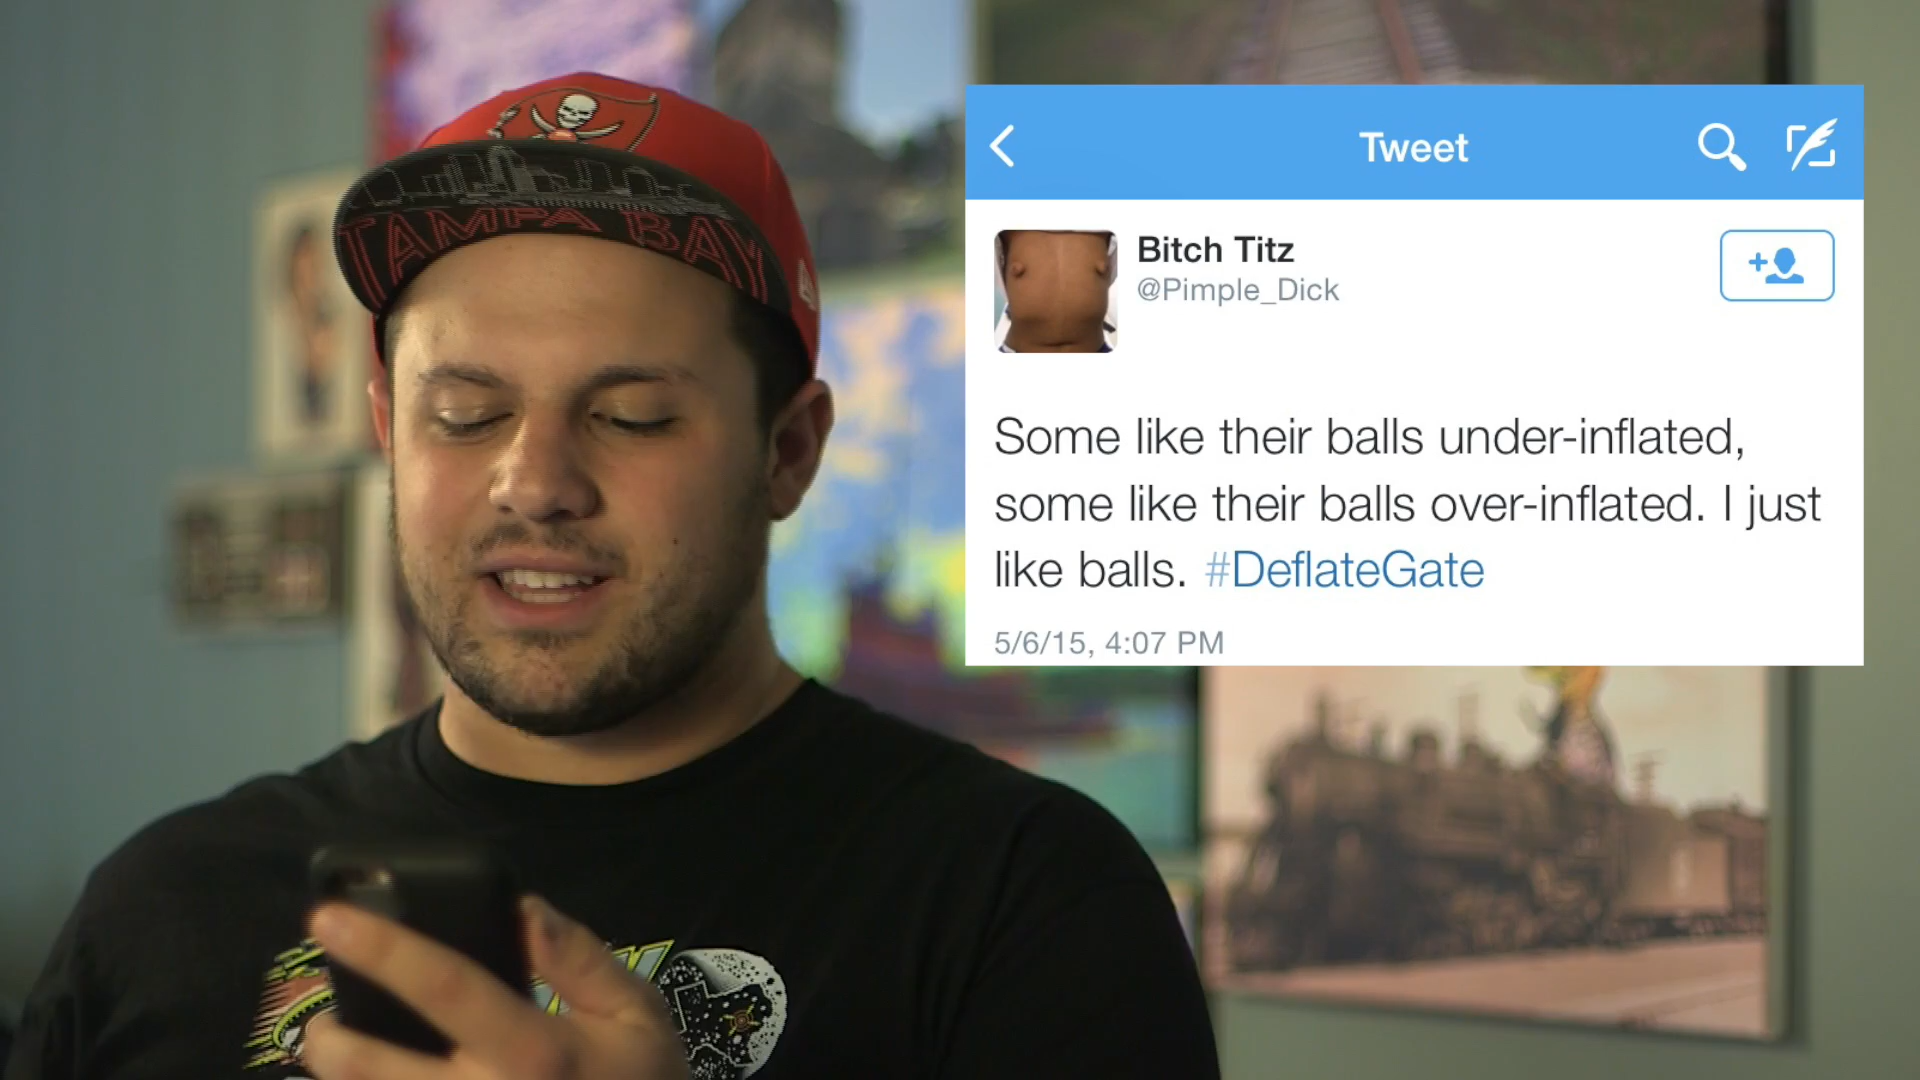 TAMPA BAY
Tweet
Bitch Titz
@Pimple_Dick
Some like their balls under-inflated,
some like their balls over-inflated. I just
like balls. #DeflateGate
5/6/15, 4:07 PM